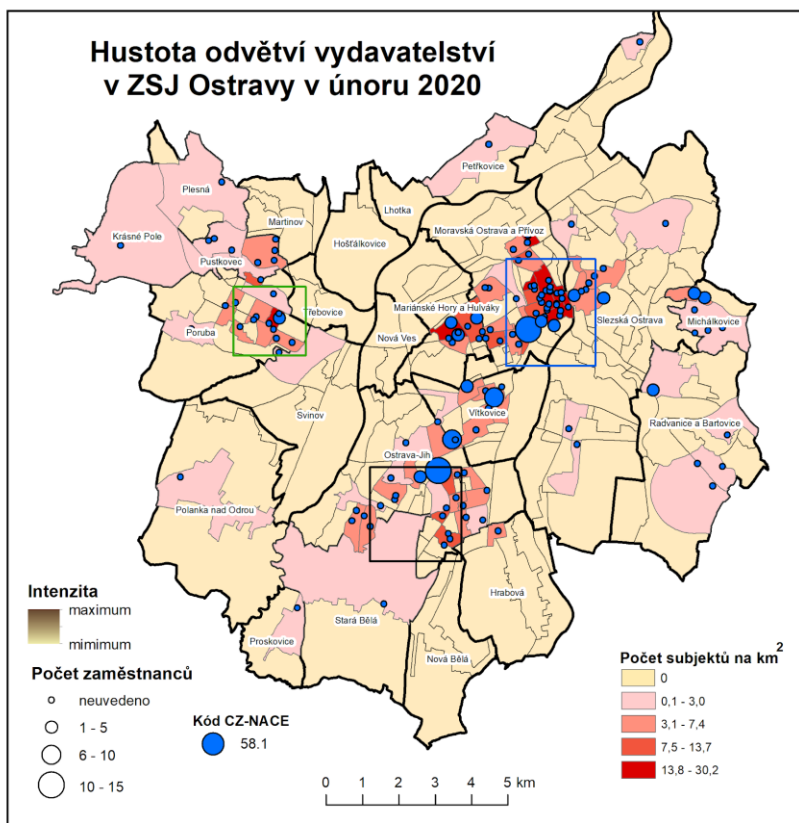 Hustota odvětví vydavatelství
v ZSJ Ostravy v únoru 2020
Petřkovice
Plesná
Lhotka
Martinov
Krásné Pole
Hošťálkovice
Moravská Ostrava a Přívoz
Pustkovec
Třebovice
Mariánské Hory a Hulváky
Slezská Ostrava
Michálkovice
Poruba
Nová Ves
Svinov
Vítkovice
Radvanice a Bartovice
Ostrava-Jih
Polanka nad Odrou
Hrabová
Stará Bělá
Proskovice
Nová Bělá
Intenzita
maximum
mimimum
Počet zaměstnanců
neuvedeno
1 - 5
6 - 10
10 - 15
Kód CZ-NACE
58.1
0 1 2 3 4 5 km
Počet subjektů na km²
0
0,1 - 3,0
3,1 - 7,4
7,5 - 13,7
13,8 - 30,2